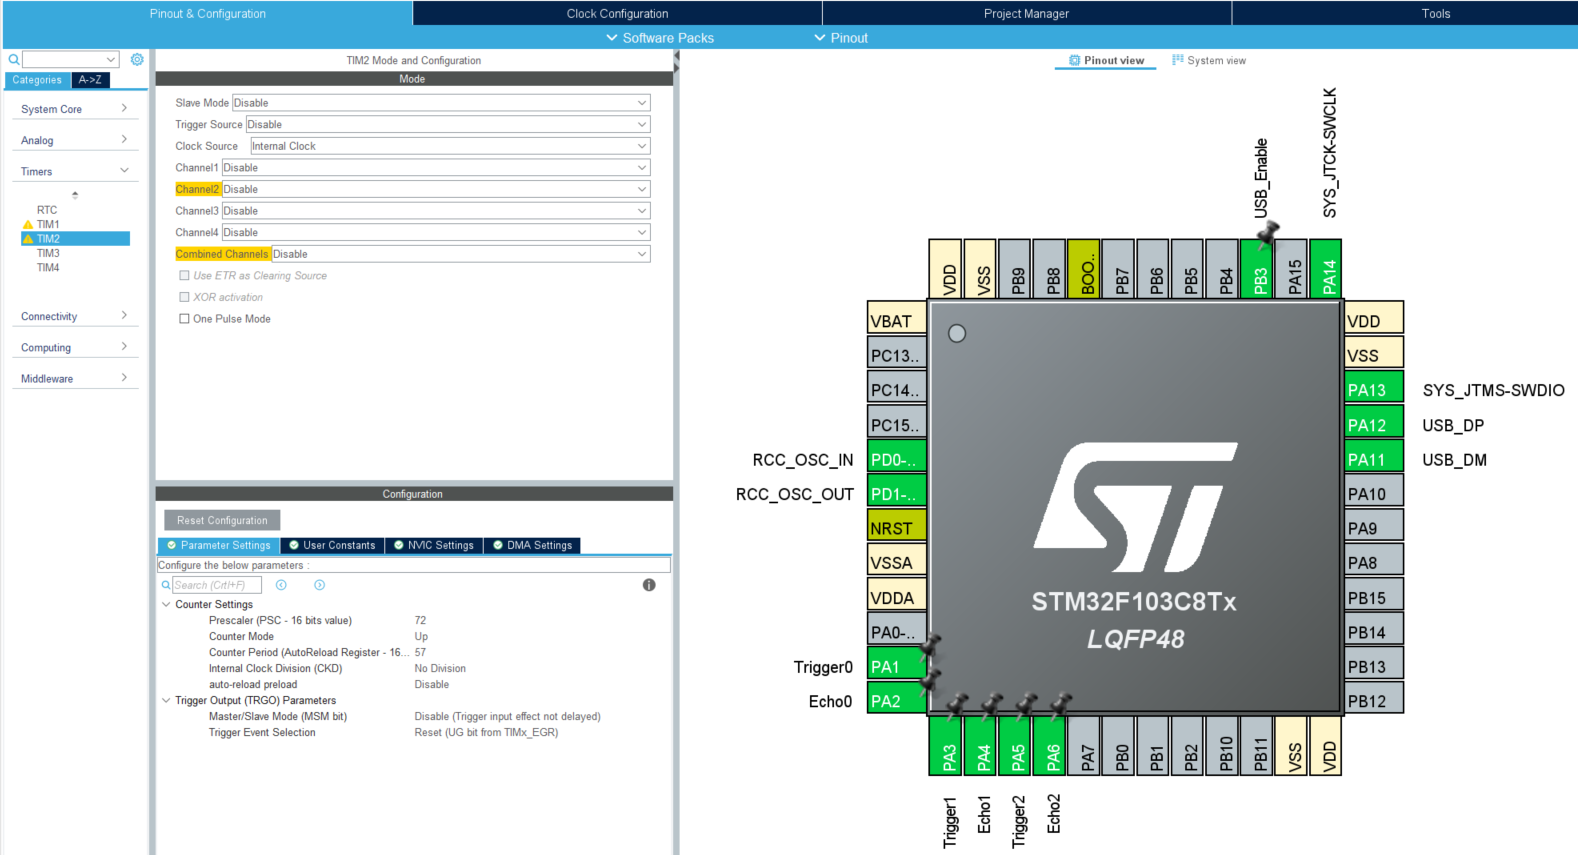 Pinout & Configuration
Clock Configuration
Project Manager
Tools
Software Packs
Pinout
TIM2 Mode and Configuration
Pinout view
System view
Categories
A->Z
System Core
Analog
Timers
RTC
TIM1
TIM2
TIM3
TIM4
Connectivity
Computing
Middleware
Mode
Slave Mode Disable
Trigger Source Disable
Clock Source Internal Clock
Channel1 Disable
Channel2 Disable
Channel3 Disable
Channel4 Disable
Combined Channels Disable
Use ETR as Clearing Source
XOR activation
One Pulse Mode
Configuration
Reset Configuration
Parameter Settings
User Constants
NVIC Settings
DMA Settings
Configure the below parameters :
Search (Crtl+F)
Counter Settings
Prescaler (PSC - 16 bits value) 72
Counter Mode Up
Counter Period (AutoReload Register - 16... 57
Internal Clock Division (CKD) No Division
auto-reload preload Disable
Trigger Output (TRGO) Parameters
Master/Slave Mode (MSM bit) Disable (Trigger input effect not delayed)
Trigger Event Selection Reset (UG bit from TIMx_EGR)
USB_Enable
SYS_JTCK-SWCLK
VDD
VSS
PB9
PB8
BOO..
PB7
PB6
PB5
PB4
PB3
PA15
PA14
VBAT
PC13..
PC14..
PC15..
RCC_OSC_IN PD0-..
RCC_OSC_OUT PD1-..
NRST
VSSA
VDDA
PA0-..
Trigger0 PA1
Echo0 PA2
STM32F103C8Tx
LQFP48
VDD
VSS
PA13 SYS_JTMS-SWDIO
PA12 USB_DP
PA11 USB_DM
PA10
PA9
PA8
PB15
PB14
PB13
PB12
PA3
PA4
PA5
PA6
PA7
PB0
PB1
PB2
PB10
PB11
VSS
VDD
Trigger1
Echo1
Trigger2
Echo2